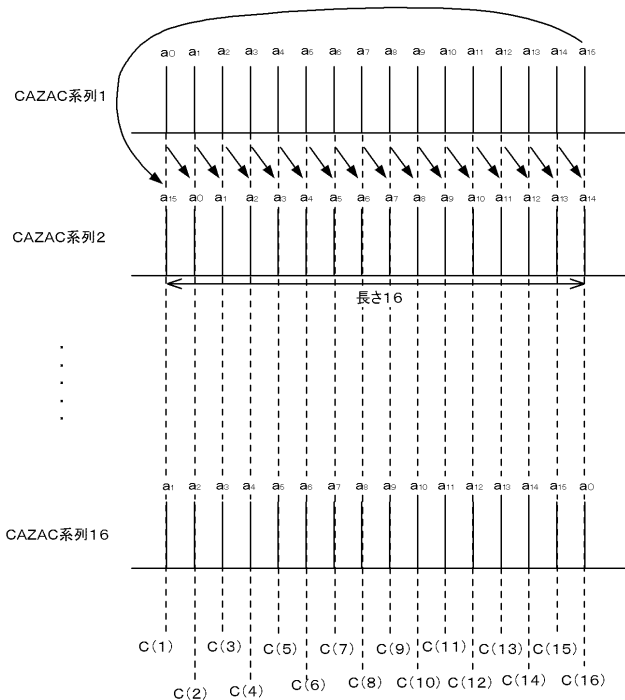 a0 a1 a2 a3 a4 a5 a6 a7 a8 a9 a10 a11 a12 a13 a14 a15
CAZAC系列1
a15 a0 a1 a2 a3 a4 a5 a6 a7 a8 a9 a10 a11 a12 a13 a14
CAZAC系列2
長さ16
a1 a2 a3 a4 a5 a6 a7 a8 a9 a10 a11 a12 a13 a14 a15 a0
CAZAC系列16
C(1) C(3) C(5) C(7) C(9) C(11) C(13) C(15)
C(2) C(4) C(6) C(8) C(10) C(12) C(14) C(16)